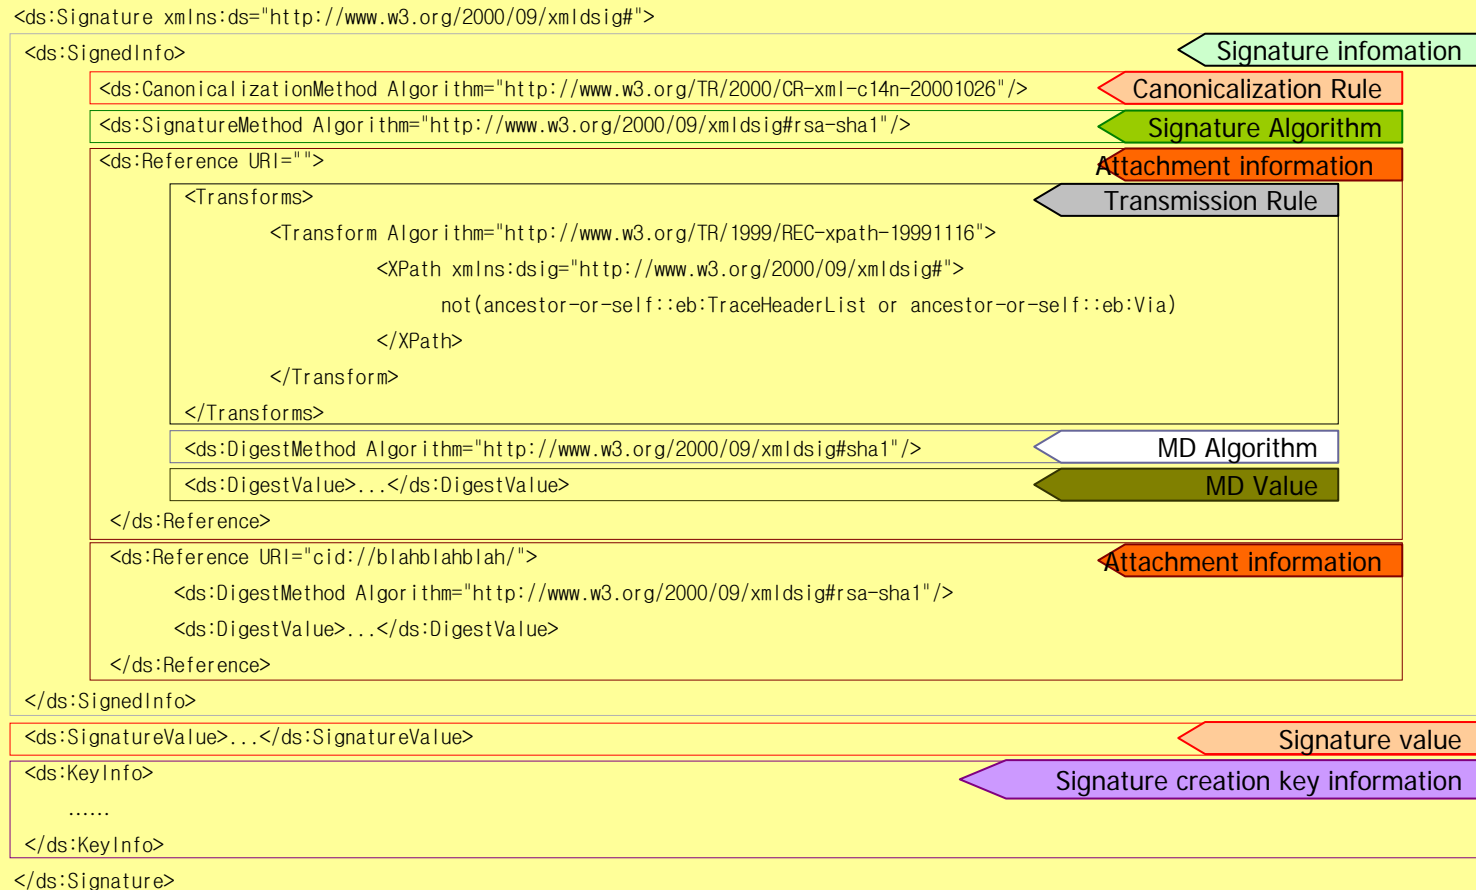 <ds:Signature xmlns:ds="http://www.w3.org/2000/09/xmldsig#">
<ds:SignedInfo>
Signature infomation
<ds:CanonicalizationMethod Algorithm="http://www.w3.org/TR/2000/CR-xml-c14n-20001026"/>
Canonicalization Rule
<ds:SignatureMethod Algorithm="http://www.w3.org/2000/09/xmldsig#rsa-sha1"/>
Signature Algorithm
<ds:Reference URI="">
Attachment information
<Transforms>
Transmission Rule
<Transform Algorithm="http://www.w3.org/TR/1999/REC-xpath-19991116">
<XPath xmlns:dsig="http://www.w3.org/2000/09/xmldsig#">
not(ancestor-or-self::eb:TraceHeaderList or ancestor-or-self::eb:Via)
</XPath>
</Transform>
</Transforms>
<ds:DigestMethod Algorithm="http://www.w3.org/2000/09/xmldsig#sha1"/>
MD Algorithm
<ds:DigestValue>...</ds:DigestValue>
MD Value
</ds:Reference>
<ds:Reference URI="cid://blahblahblah/">
Attachment information
<ds:DigestMethod Algorithm="http://www.w3.org/2000/09/xmldsig#rsa-sha1"/>
<ds:DigestValue>...</ds:DigestValue>
</ds:Reference>
</ds:SignedInfo>
<ds:SignatureValue>...</ds:SignatureValue>
Signature value
<ds:KeyInfo>
Signature creation key information
......
</ds:KeyInfo>
</ds:Signature>